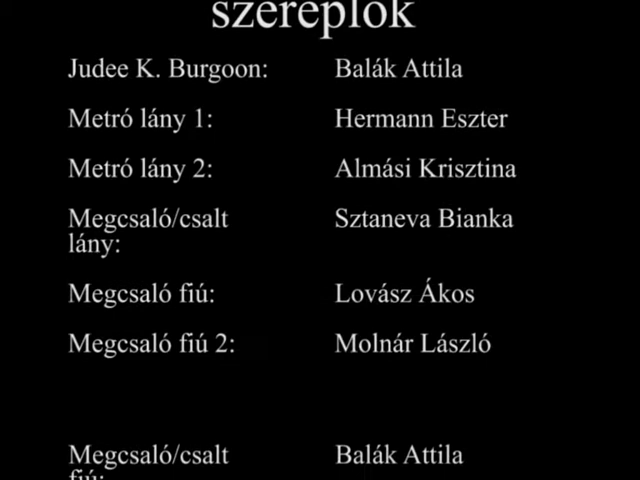 szereplők
Judee K. Burgoon: Balák Attila
Metró lány 1: Hermann Eszter
Metró lány 2: Almási Krisztina
Megcsaló/csalt Sztaneva Bianka
lány:
Megcsaló fiú: Lovász Ákos
Megcsaló fiú 2: Molnár László
Megcsaló/csalt Balák Attila
fiú: